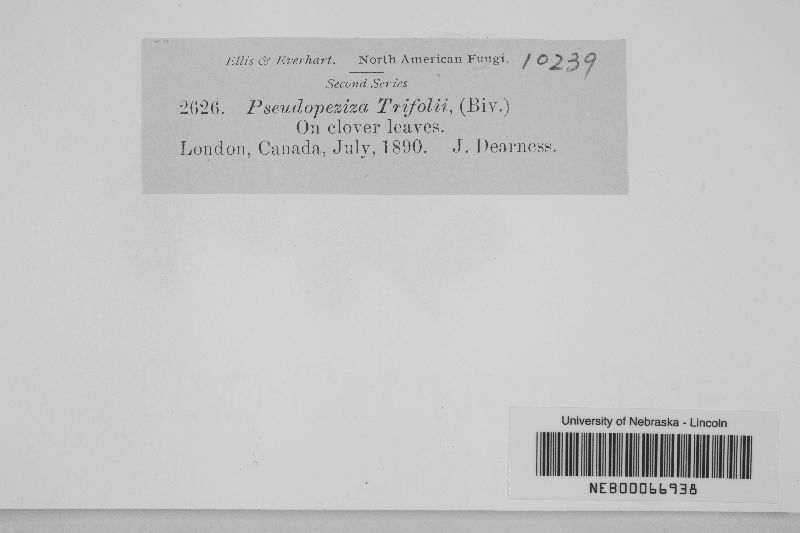 Ellis & Everhart. North American Fungi. 10239
Second Series
2626. Pseudopeziza Trifolii, (Biv.)
On clover leaves.
London, Canada, July, 1890. J. Dearness.
University of Nebraska - Lincoln
NEB00066938